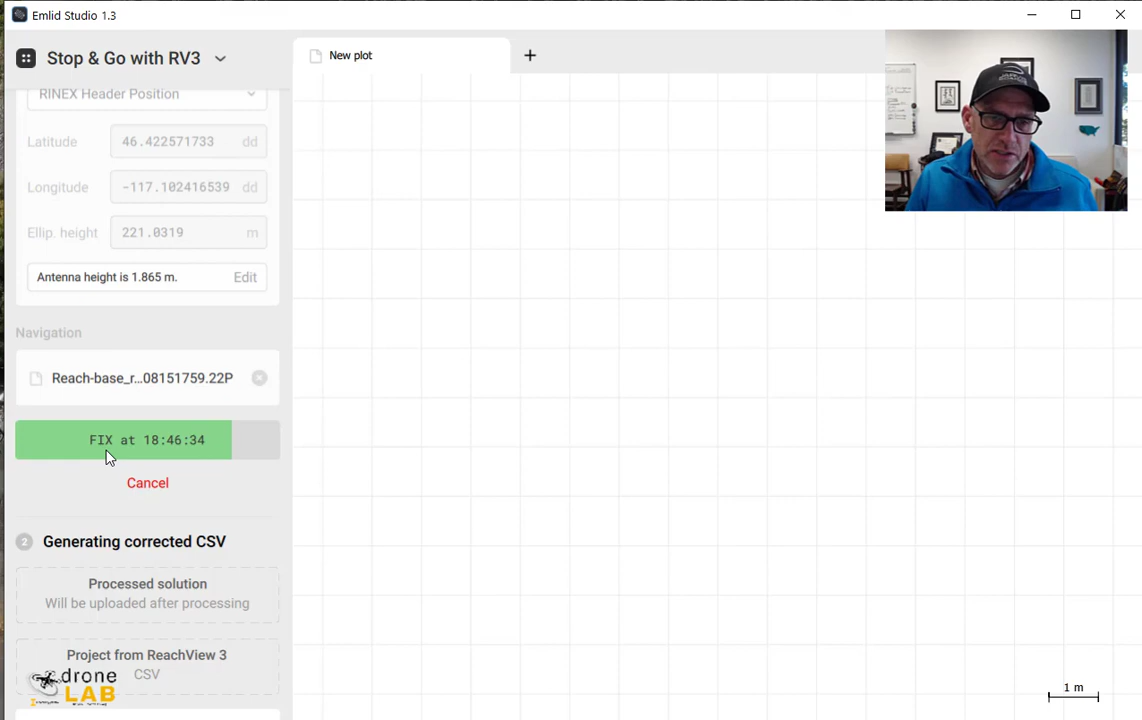 Emlid Studio 1.3
Stop & Go with RV3
New plot
RINEX Header Position
Latitude 46.422571733 dd
Longitude -117.102416539 dd
Ellip. height 221.0319 m
Antenna height is 1.865 m. Edit
Navigation
Reach-base_r...08151759.22P
FIX at 18:46:34
Cancel
2 Generating corrected CSV
Processed solution
Will be uploaded after processing
Project from ReachView 3
CSV
drone
LAB
1 m